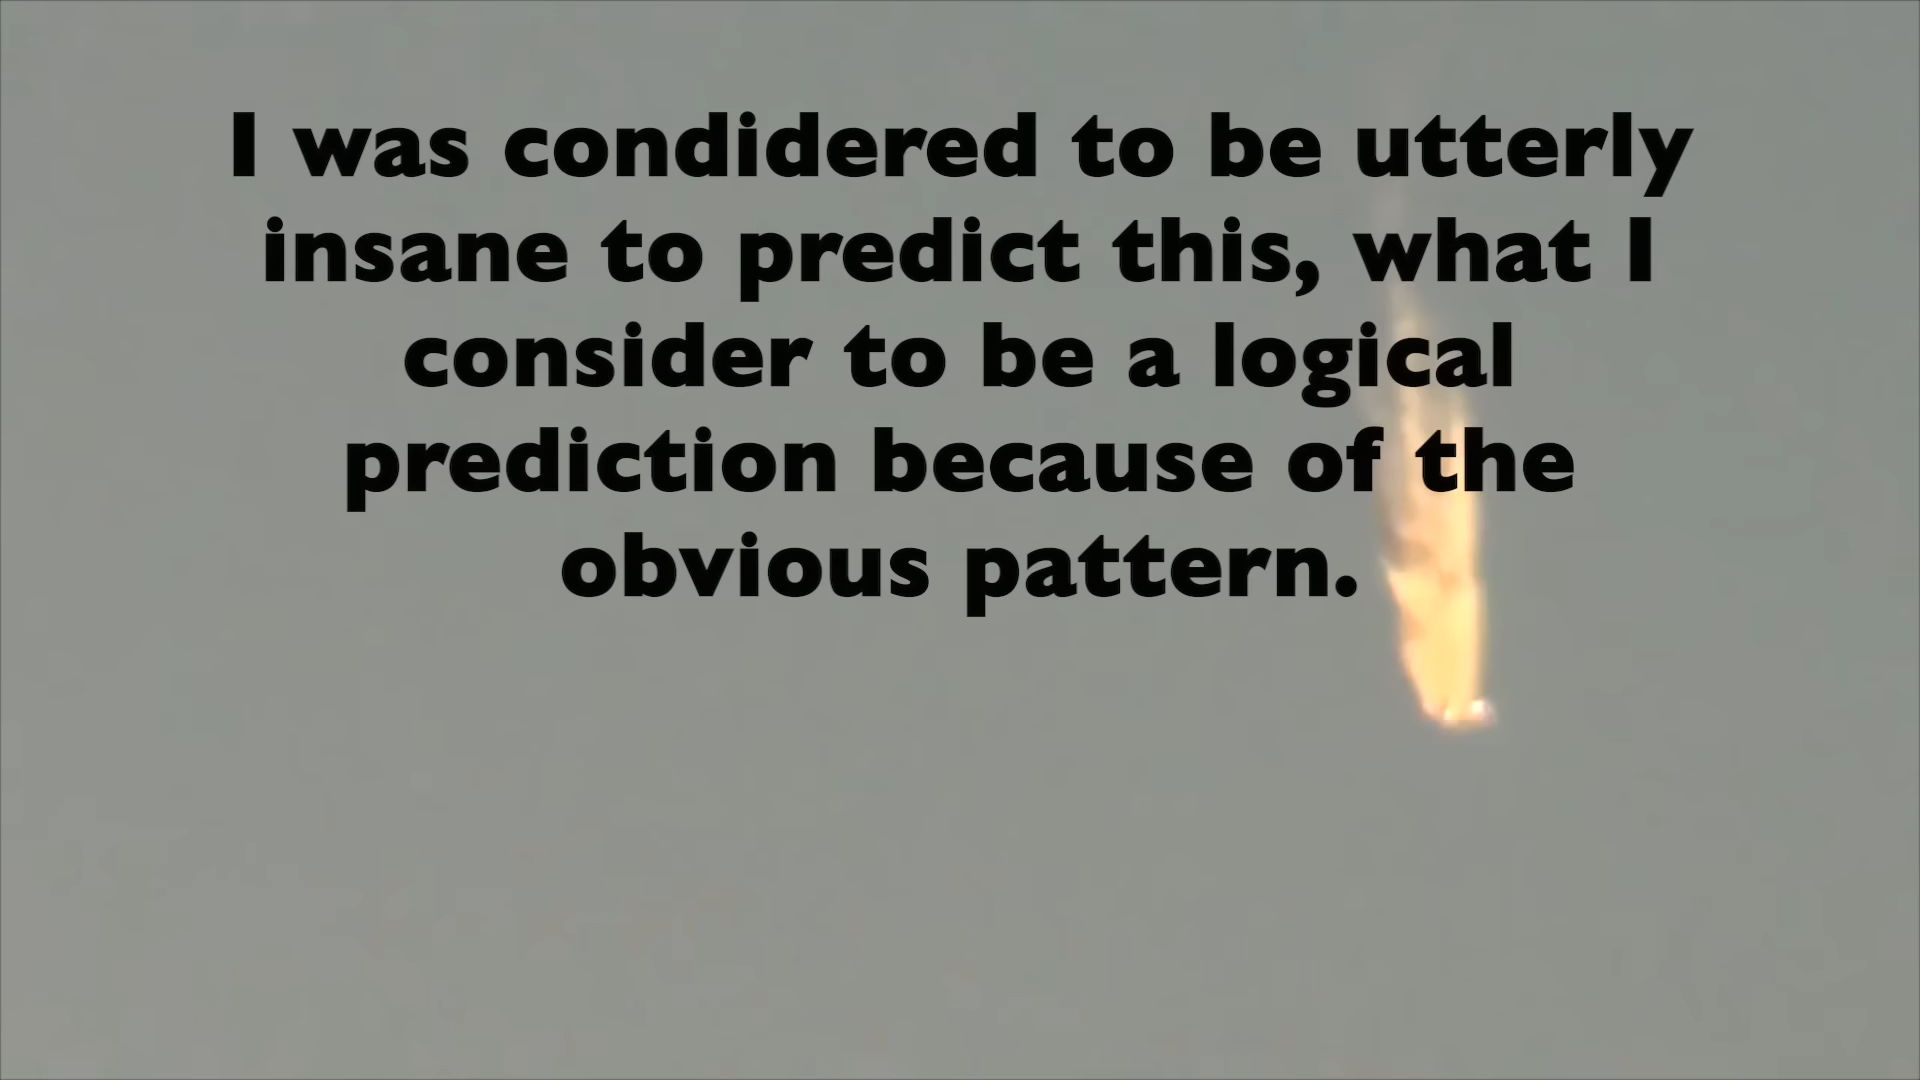 I was condidered to be utterly
insane to predict this, what I
consider to be a logical
prediction because of the
obvious pattern.